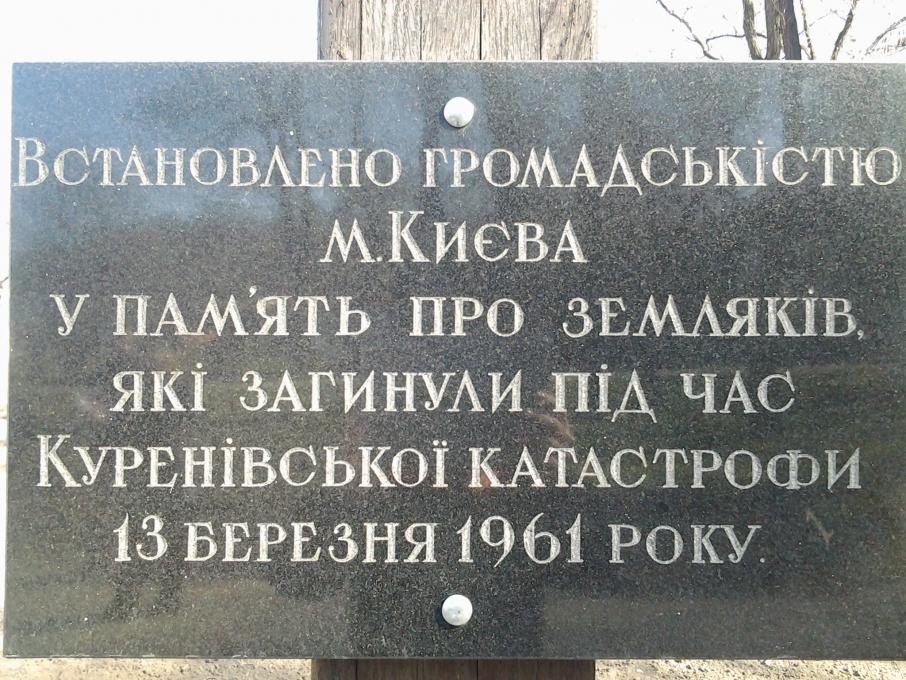 Встановлено громадськістю
м.Києва
у пам'ять про земляків,
які загинули під час
Куренівської катастрофи
13 березня 1961 року.